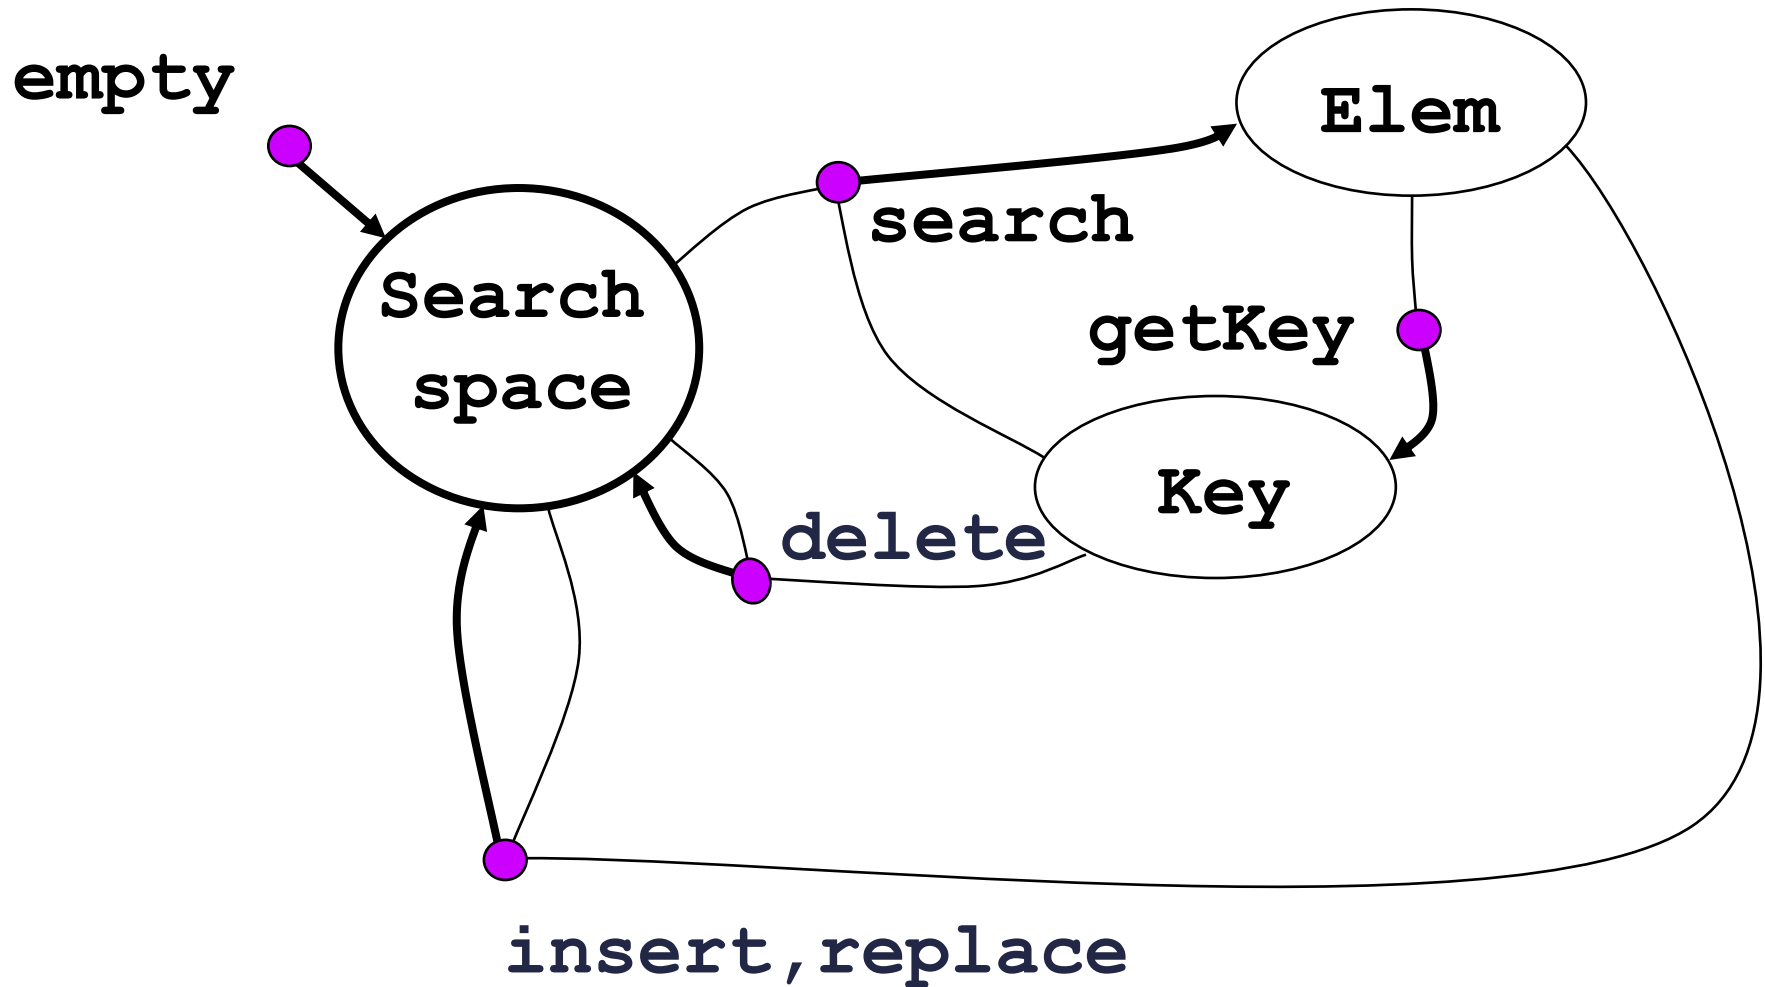 empty
Elem
search
Search
space
getKey
Key
delete
insert,replace